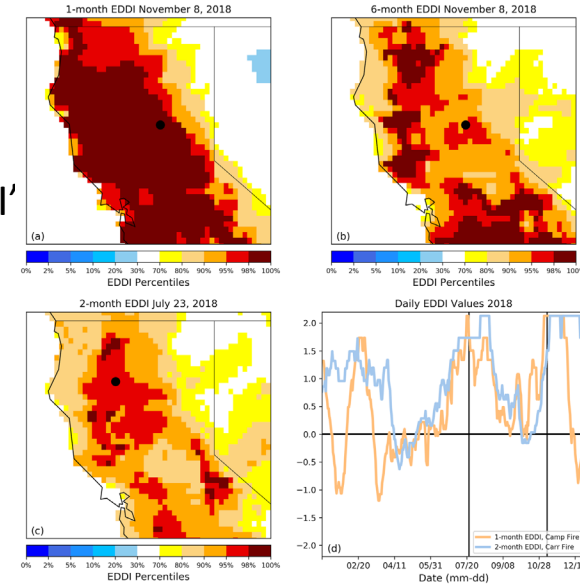 1-month EDDI November 8, 2018
(a)
0% 2% 5% 10% 20% 30% 70% 80% 90% 95% 98% 100%
EDDI Percentiles
6-month EDDI November 8, 2018
(b)
0% 2% 5% 10% 20% 30% 70% 80% 90% 95% 98% 100%
EDDI Percentiles
2-month EDDI July 23, 2018
(c)
0% 2% 5% 10% 20% 30% 70% 80% 90% 95% 98% 100%
EDDI Percentiles
Daily EDDI Values 2018
2.0
1.5
1.0
0.5
0.0
−0.5
−1.0
−1.5
−2.0
(d)
1-month EDDI, Camp Fire
2-month EDDI, Carr Fire
02/20 04/11 05/31 07/20 09/08 10/28
Date (mm-dd)